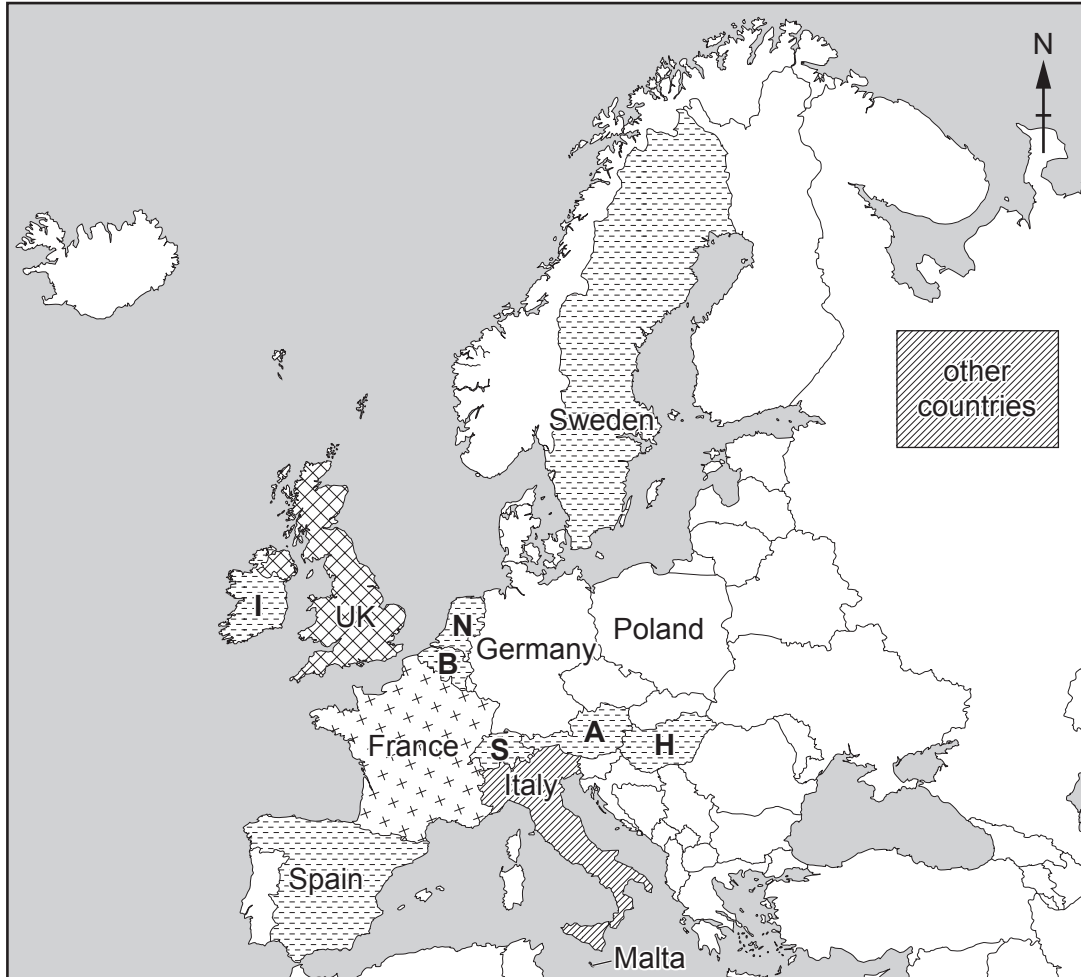 N
other
countries
Sweden
I
UK
N
B
Germany
Poland
France
S
A
H
Italy
Spain
Malta